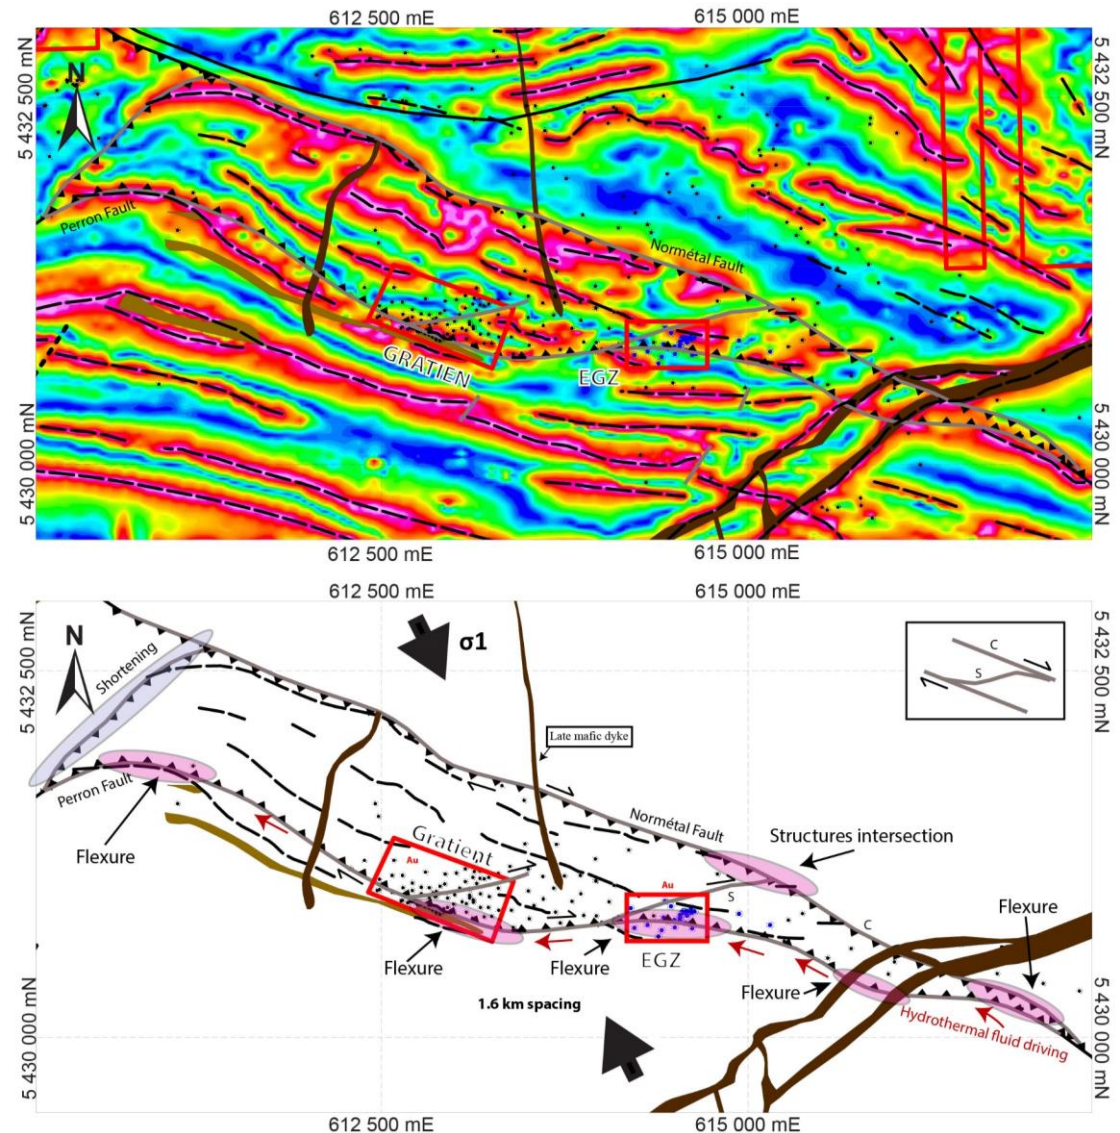 612 500 mE
615 000 mE
5 432 500 mN
5 432 500 mN
N
Perron Fault
Normétal Fault
GRATIEN
EGZ
5 430 000 mN
5 430 000 mN
612 500 mE
615 000 mE
612 500 mE
615 000 mE
5 432 500 mN
5 432 500 mN
N
σ1
C
S
Shortening
Late mafic dyke
Perron Fault
Flexure
Gratient
Au
Normétal Fault
Structures intersection
Au
S
C
Flexure
Flexure
Flexure
EGZ
Flexure
1.6 km spacing
Hydrothermal fluid driving
5 430 000 mN
5 430 000 mN
612 500 mE
615 000 mE